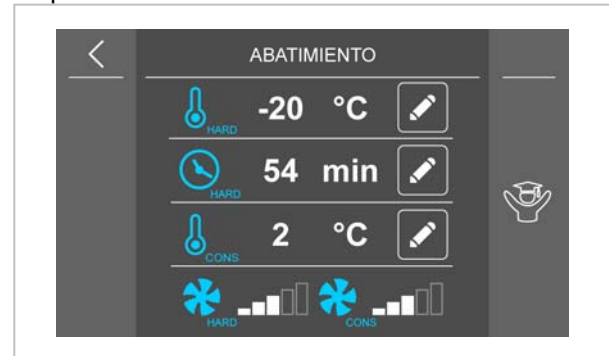 ABATIMIENTO
HARD -20 °C
HARD 54 min
CONS 2 °C
HARD CONS